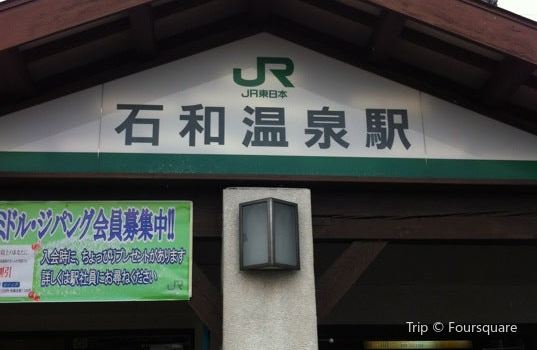 JR
JR東日本
石和温泉駅
ミドル・ジパング会員募集中!!
入会時に、ちょっぴりプレゼントがあります
詳しくは駅社員にお尋ねください
JR
Trip © Foursquare